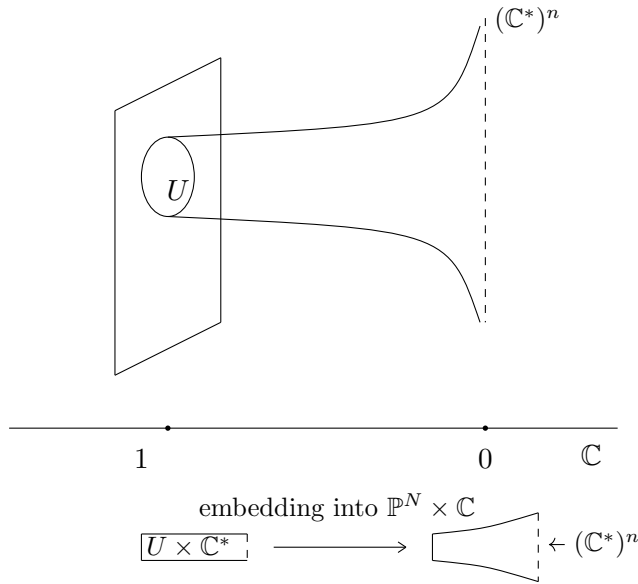 (ℂ*)ⁿ
U
1 0 ℂ
embedding into ℙᴺ × ℂ
U × ℂ* (ℂ*)ⁿ